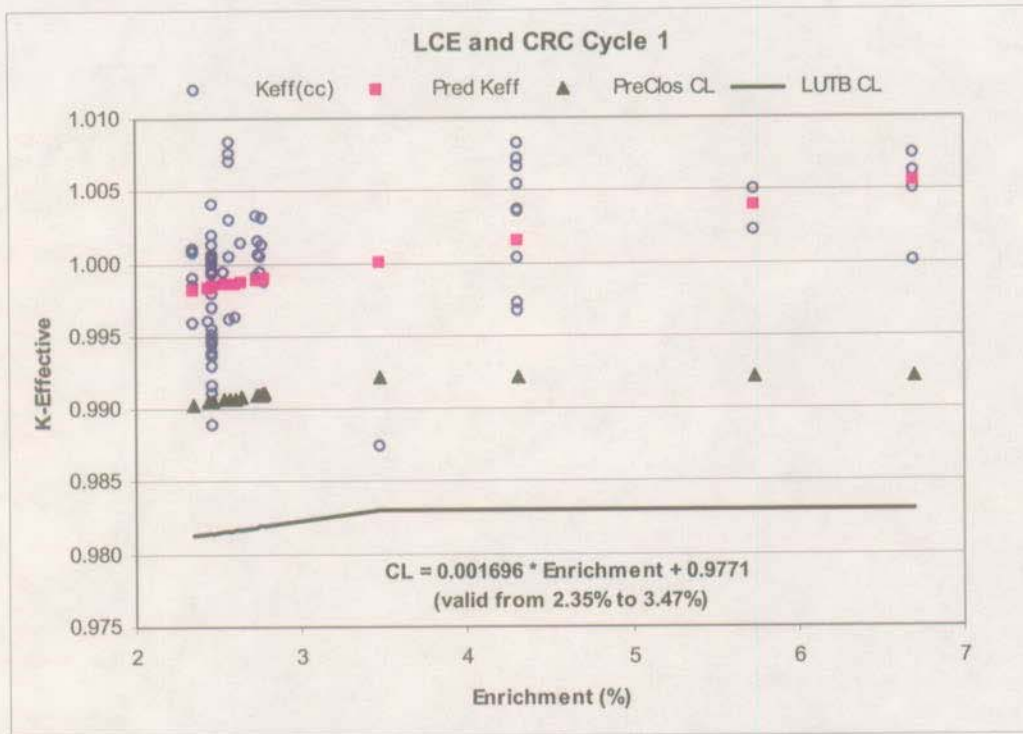 LCE and CRC Cycle 1
Keff(cc) Pred Keff PreClos CL LUTB CL
1.010
1.005
1.000
0.995
0.990
0.985
0.980
0.975
K-Effective
CL = 0.001696 * Enrichment + 0.9771
(valid from 2.35% to 3.47%)
2 3 4 5 6 7
Enrichment (%)